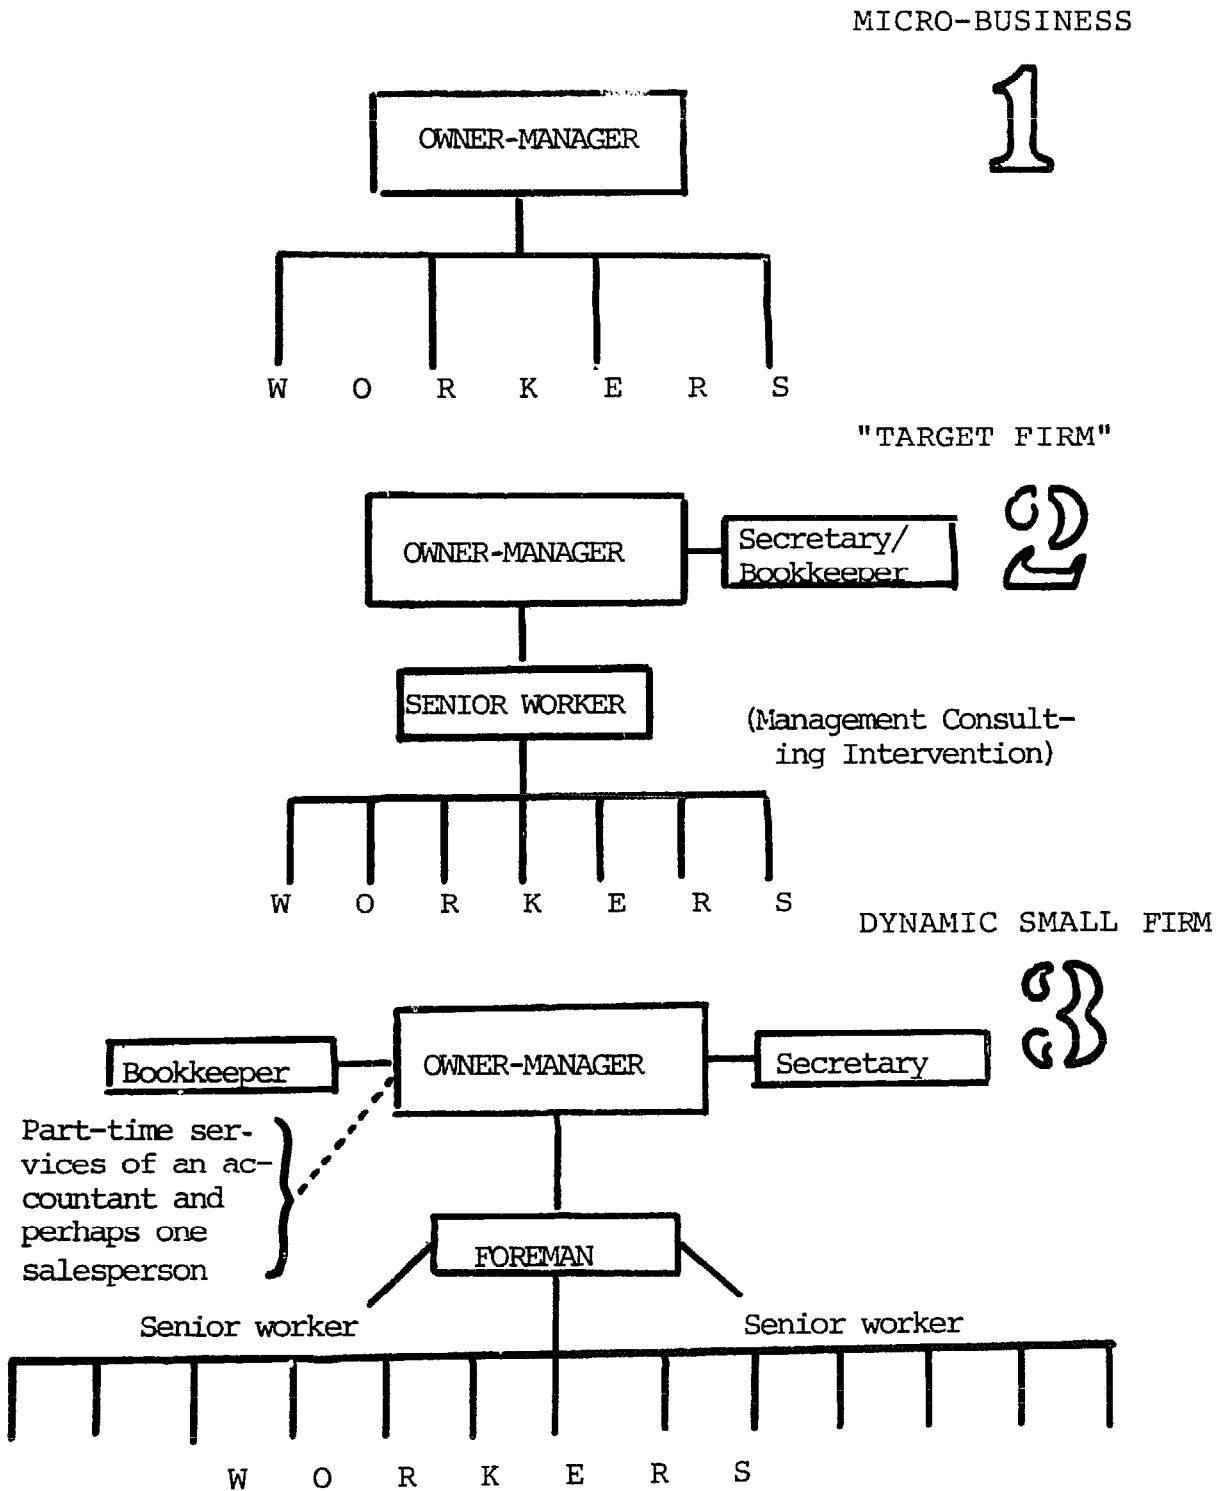 MICRO-BUSINESS
1
OWNER-MANAGER
W O R K E R S
"TARGET FIRM"
2
OWNER-MANAGER
Secretary/
Bookkeeper
SENIOR WORKER
(Management Consult-
ing Intervention)
W O R K E R S
DYNAMIC SMALL FIRM
3
Bookkeeper
OWNER-MANAGER
Secretary
Part-time ser-
vices of an ac-
countant and
perhaps one
salesperson
FOREMAN
Senior worker
Senior worker
W O R K E R S